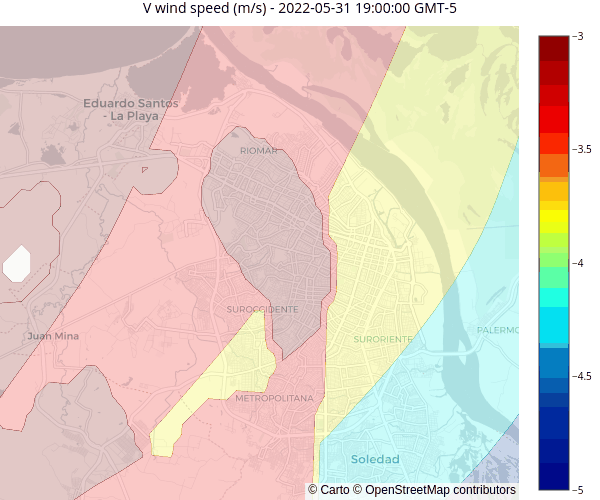 V wind speed (m/s) - 2022-05-31 19:00:00 GMT-5
Eduardo Santos
- La Playa
RIOMAR
SUROCCIDENTE
Juan Mina
SURORIENTE
PALERMO
METROPOLITANA
Soledad
© Carto © OpenStreetMap contributors
−3
−3.5
−4
−4.5
−5